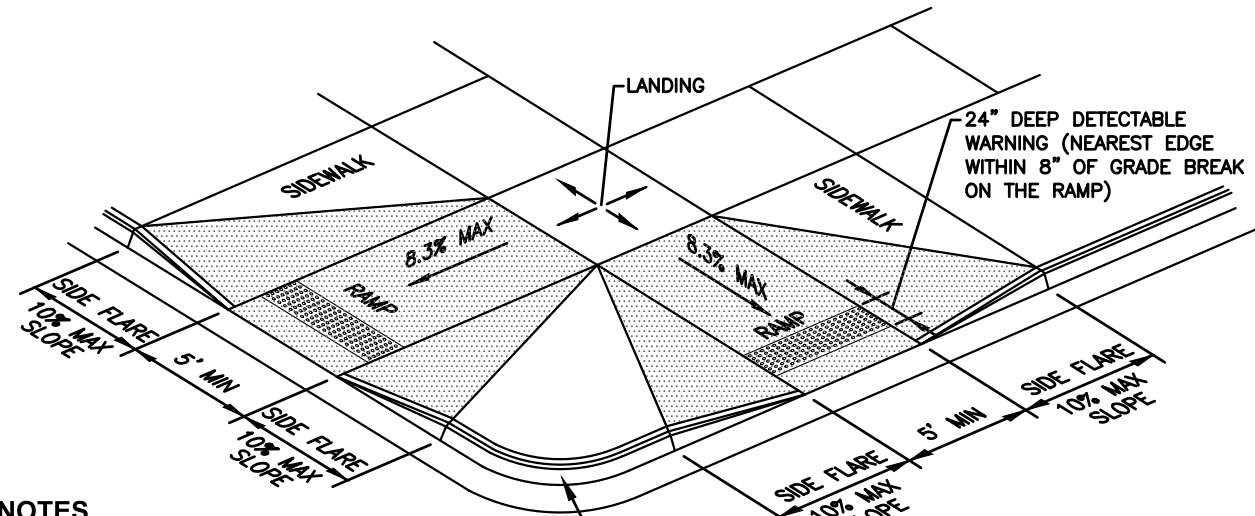 LANDING
24" DEEP DETECTABLE
WARNING (NEAREST EDGE
WITHIN 8" OF GRADE BREAK
ON THE RAMP)
SIDEWALK
SIDEWALK
8.3% MAX
RAMP
8.3% MAX
RAMP
SIDE FLARE
10% MAX
SLOPE
5' MIN
SIDE FLARE
10% MAX
SLOPE
SIDE FLARE
10% MAX
SLOPE
5' MIN
SIDE FLARE
10% MAX
SLOPE
NOTES